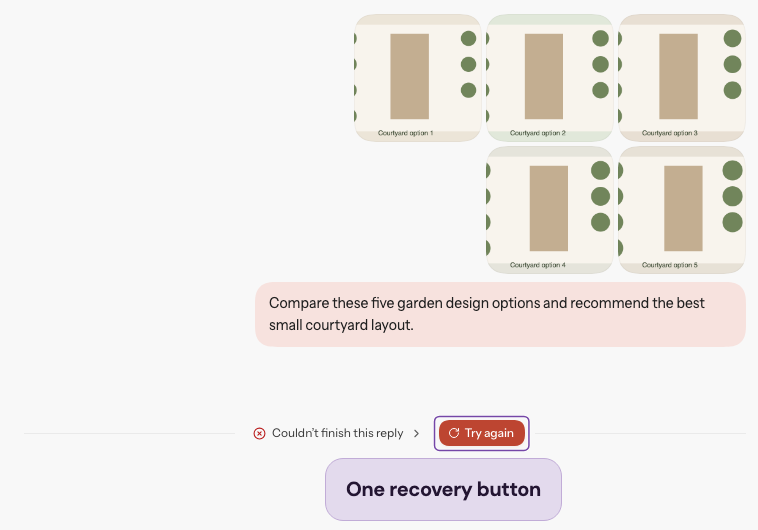 Courtyard option 1
Courtyard option 2
Courtyard option 3
Courtyard option 4
Courtyard option 5
Compare these five garden design options and recommend the best
small courtyard layout.
Couldn't finish this reply
Try again
One recovery button